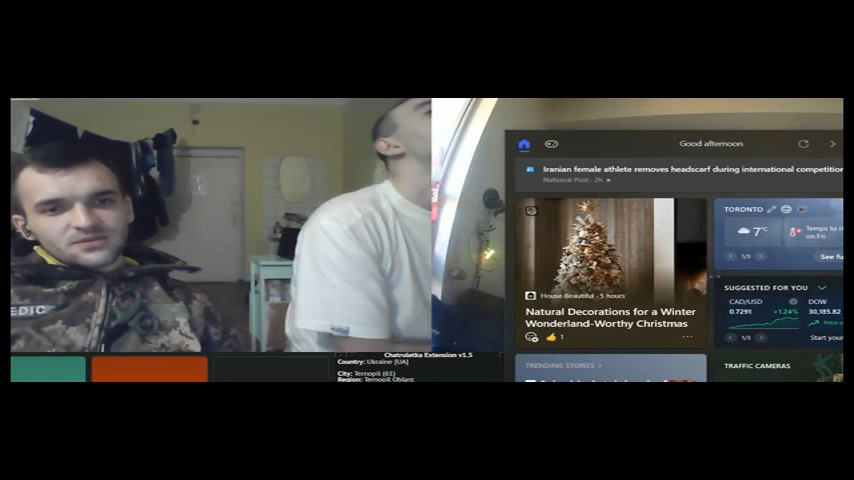 EDIC
Chatruletka Extension v1.5
Country: Ukraine [UA]
City: Ternopil (61)
Region: Ternopil Oblast
Good afternoon
Iranian female athlete removes headscarf during international competition
National Post · 2h
House Beautiful · 5 hours
Natural Decorations for a Winter
Wonderland-Worthy Christmas
1
TORONTO
7°C
Temps to ri
on Fri
1/3
See fu
SUGGESTED FOR YOU
CAD/USD
0.7291
+1.24%
DOW
30,185.82
Price o
1/3
Start your
TRENDING STORIES
TRAFFIC CAMERAS